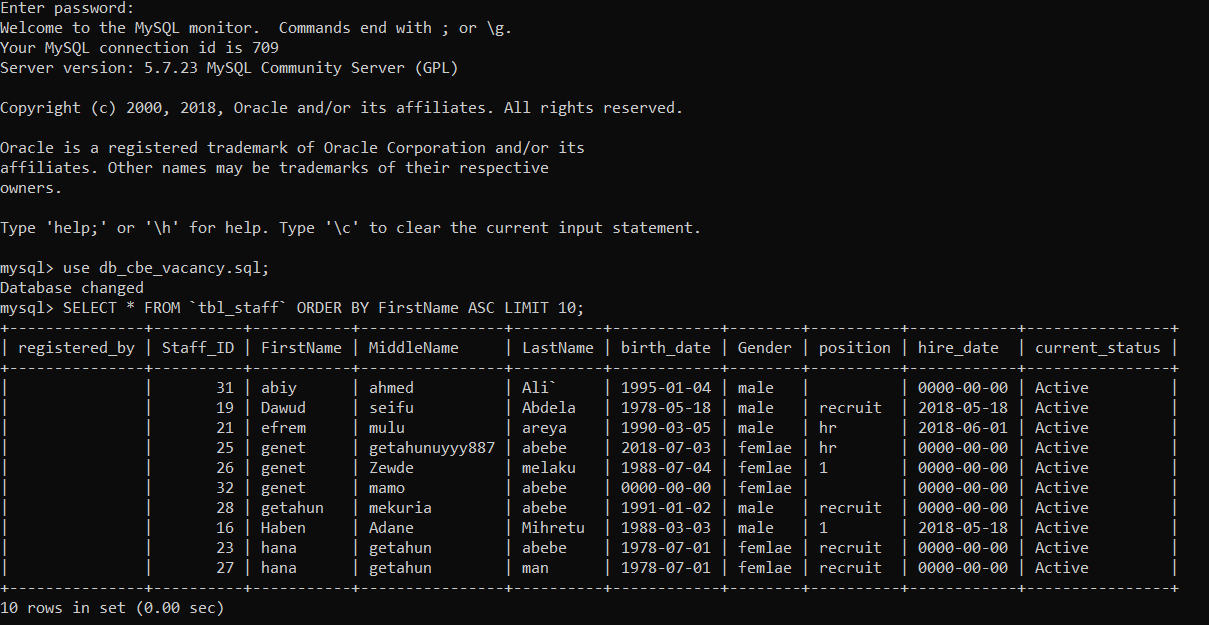 Enter password:
Welcome to the MySQL monitor.  Commands end with ; or \g.
Your MySQL connection id is 709
Server version: 5.7.23 MySQL Community Server (GPL)
Copyright (c) 2000, 2018, Oracle and/or its affiliates. All rights reserved.
Oracle is a registered trademark of Oracle Corporation and/or its
affiliates. Other names may be trademarks of their respective
owners.
Type 'help;' or '\h' for help. Type '\c' to clear the current input statement.
mysql> use db_cbe_vacancy.sql;
Database changed
mysql> SELECT * FROM `tbl_staff` ORDER BY FirstName ASC LIMIT 10;
+---------------+----------+-----------+----------------+----------+------------+--------+----------+------------+----------------+
| registered_by | Staff_ID | FirstName | MiddleName     | LastName | birth_date | Gender | position | hire_date  | current_status |
+---------------+----------+-----------+----------------+----------+------------+--------+----------+------------+----------------+
|               |       31 | abiy      | ahmed          | Ali`     | 1995-01-04 | male   |          | 0000-00-00 | Active         |
|               |       19 | Dawud     | seifu          | Abdela   | 1978-05-18 | male   | recruit  | 2018-05-18 | Active         |
|               |       21 | efrem     | mulu           | areya    | 1990-03-05 | male   | hr       | 2018-06-01 | Active         |
|               |       25 | genet     | getahunuyyy887 | abebe    | 2018-07-03 | femlae | hr       | 0000-00-00 | Active         |
|               |       26 | genet     | Zewde          | melaku   | 1988-07-04 | femlae | 1        | 0000-00-00 | Active         |
|               |       32 | genet     | mamo           | abebe    | 0000-00-00 | femlae |          | 0000-00-00 | Active         |
|               |       28 | getahun   | mekuria        | abebe    | 1991-01-02 | male   | recruit  | 0000-00-00 | Active         |
|               |       16 | Haben     | Adane          | Mihretu  | 1988-03-03 | male   | 1        | 2018-05-18 | Active         |
|               |       23 | hana      | getahun        | abebe    | 1978-07-01 | femlae | recruit  | 0000-00-00 | Active         |
|               |       27 | hana      | getahun        | man      | 1978-07-01 | femlae | recruit  | 0000-00-00 | Active         |
+---------------+----------+-----------+----------------+----------+------------+--------+----------+------------+----------------+
10 rows in set (0.00 sec)